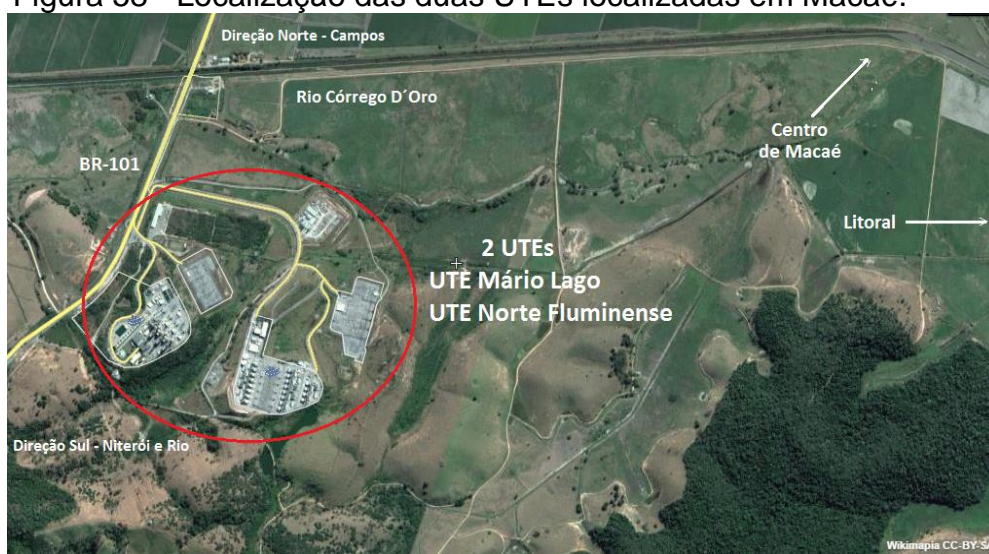 Figura 38 - Localização das duas UTEs localizadas em Macaé.
Direção Norte - Campos
Rio Córrego D´Oro
Centro
de Macaé
BR-101
Litoral
2 UTEs
UTE Mário Lago
UTE Norte Fluminense
Direção Sul - Niterói e Rio
Wikimapia CC-BY-SA